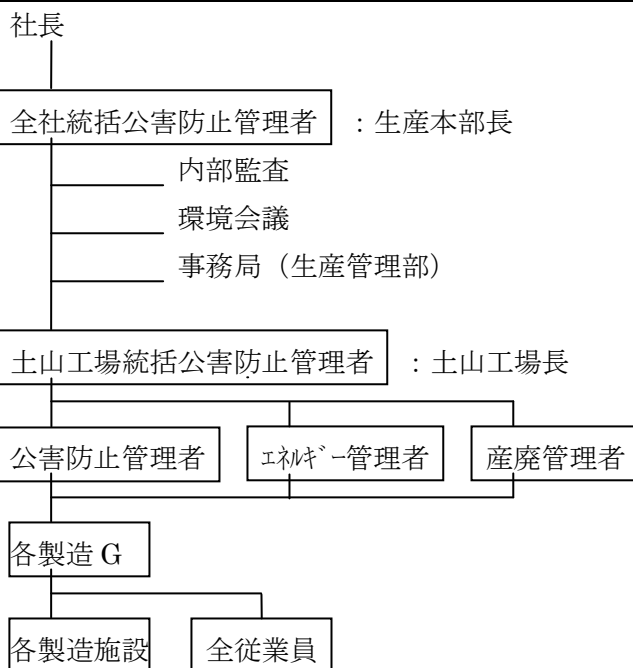 社長
全社統括公害防止管理者 ：生産本部長
内部監査
環境会議
事務局（生産管理部）
土山工場統括公害防止管理者 ：土山工場長
公害防止管理者 ｴﾈﾙｷﾞｰ管理者 産廃管理者
各製造 G
各製造施設 全従業員